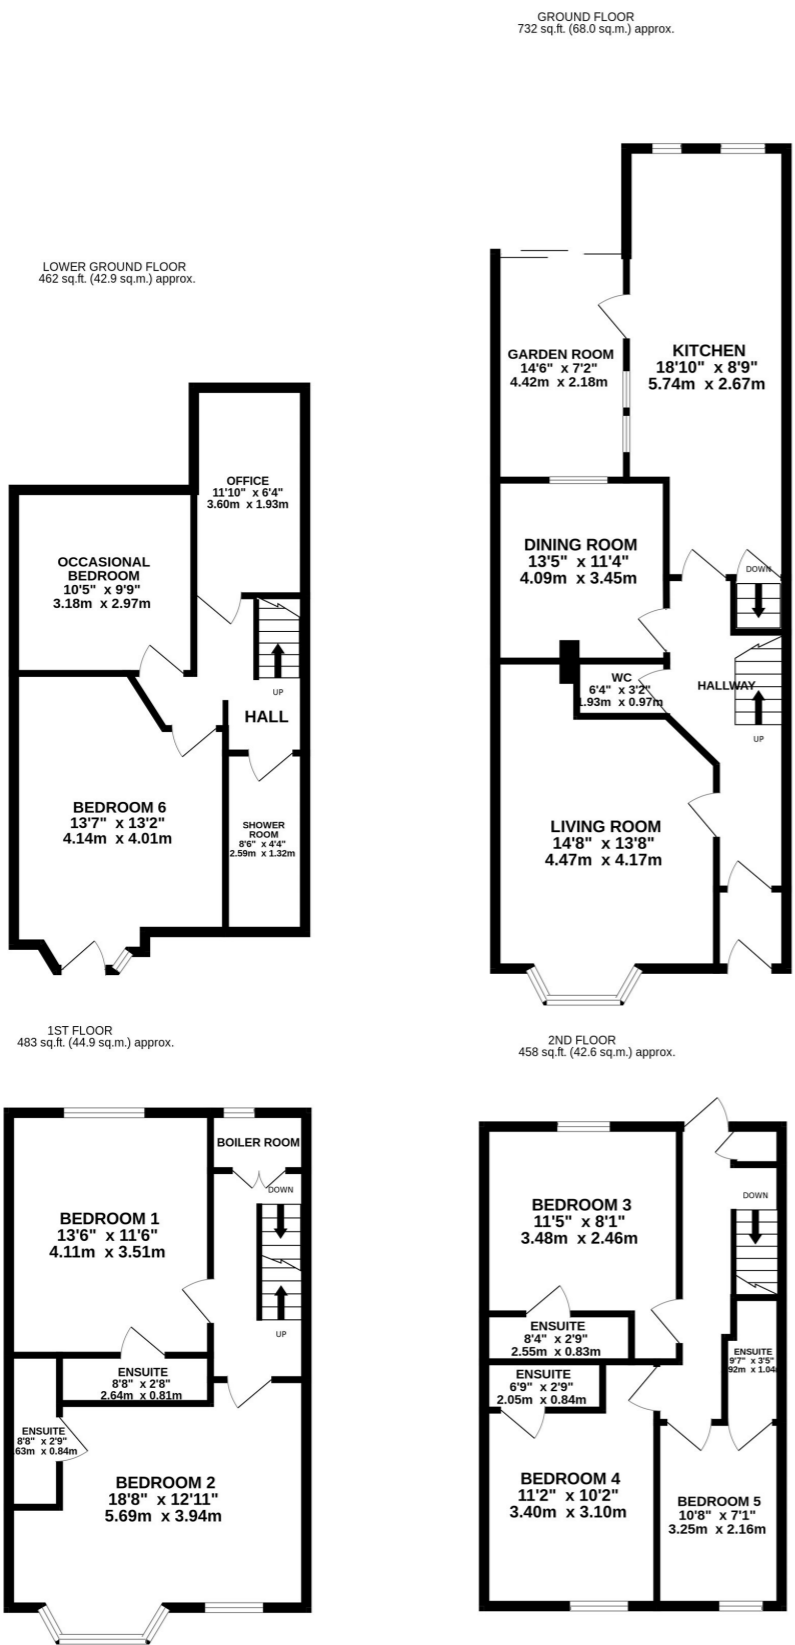 GROUND FLOOR
732 sq.ft. (68.0 sq.m.) approx.
KITCHEN
18'10" x 8'9"
5.74m x 2.67m
GARDEN ROOM
14'6" x 7'2"
4.42m x 2.18m
DINING ROOM
13'5" x 11'4"
4.09m x 3.45m
DOWN
WC
6'4" x 3'2"
1.93m x 0.97m
HALLWAY
UP
LIVING ROOM
14'8" x 13'8"
4.47m x 4.17m
LOWER GROUND FLOOR
462 sq.ft. (42.9 sq.m.) approx.
OFFICE
11'10" x 6'4"
3.60m x 1.93m
OCCASIONAL
BEDROOM
10'5" x 9'9"
3.18m x 2.97m
UP
HALL
BEDROOM 6
13'7" x 13'2"
4.14m x 4.01m
SHOWER
ROOM
8'6" x 4'4"
2.59m x 1.32m
1ST FLOOR
483 sq.ft. (44.9 sq.m.) approx.
BOILER ROOM
DOWN
BEDROOM 1
13'6" x 11'6"
4.11m x 3.51m
UP
ENSUITE
8'8" x 2'8"
2.64m x 0.81m
ENSUITE
8'8" x 2'9"
.63m x 0.84m
BEDROOM 2
18'8" x 12'11"
5.69m x 3.94m
2ND FLOOR
458 sq.ft. (42.6 sq.m.) approx.
DOWN
BEDROOM 3
11'5" x 8'1"
3.48m x 2.46m
ENSUITE
8'4" x 2'9"
2.55m x 0.83m
ENSUITE
9'7" x 3'5"
92m x 1.04
ENSUITE
6'9" x 2'9"
2.05m x 0.84m
BEDROOM 4
11'2" x 10'2"
3.40m x 3.10m
BEDROOM 5
10'8" x 7'1"
3.25m x 2.16m